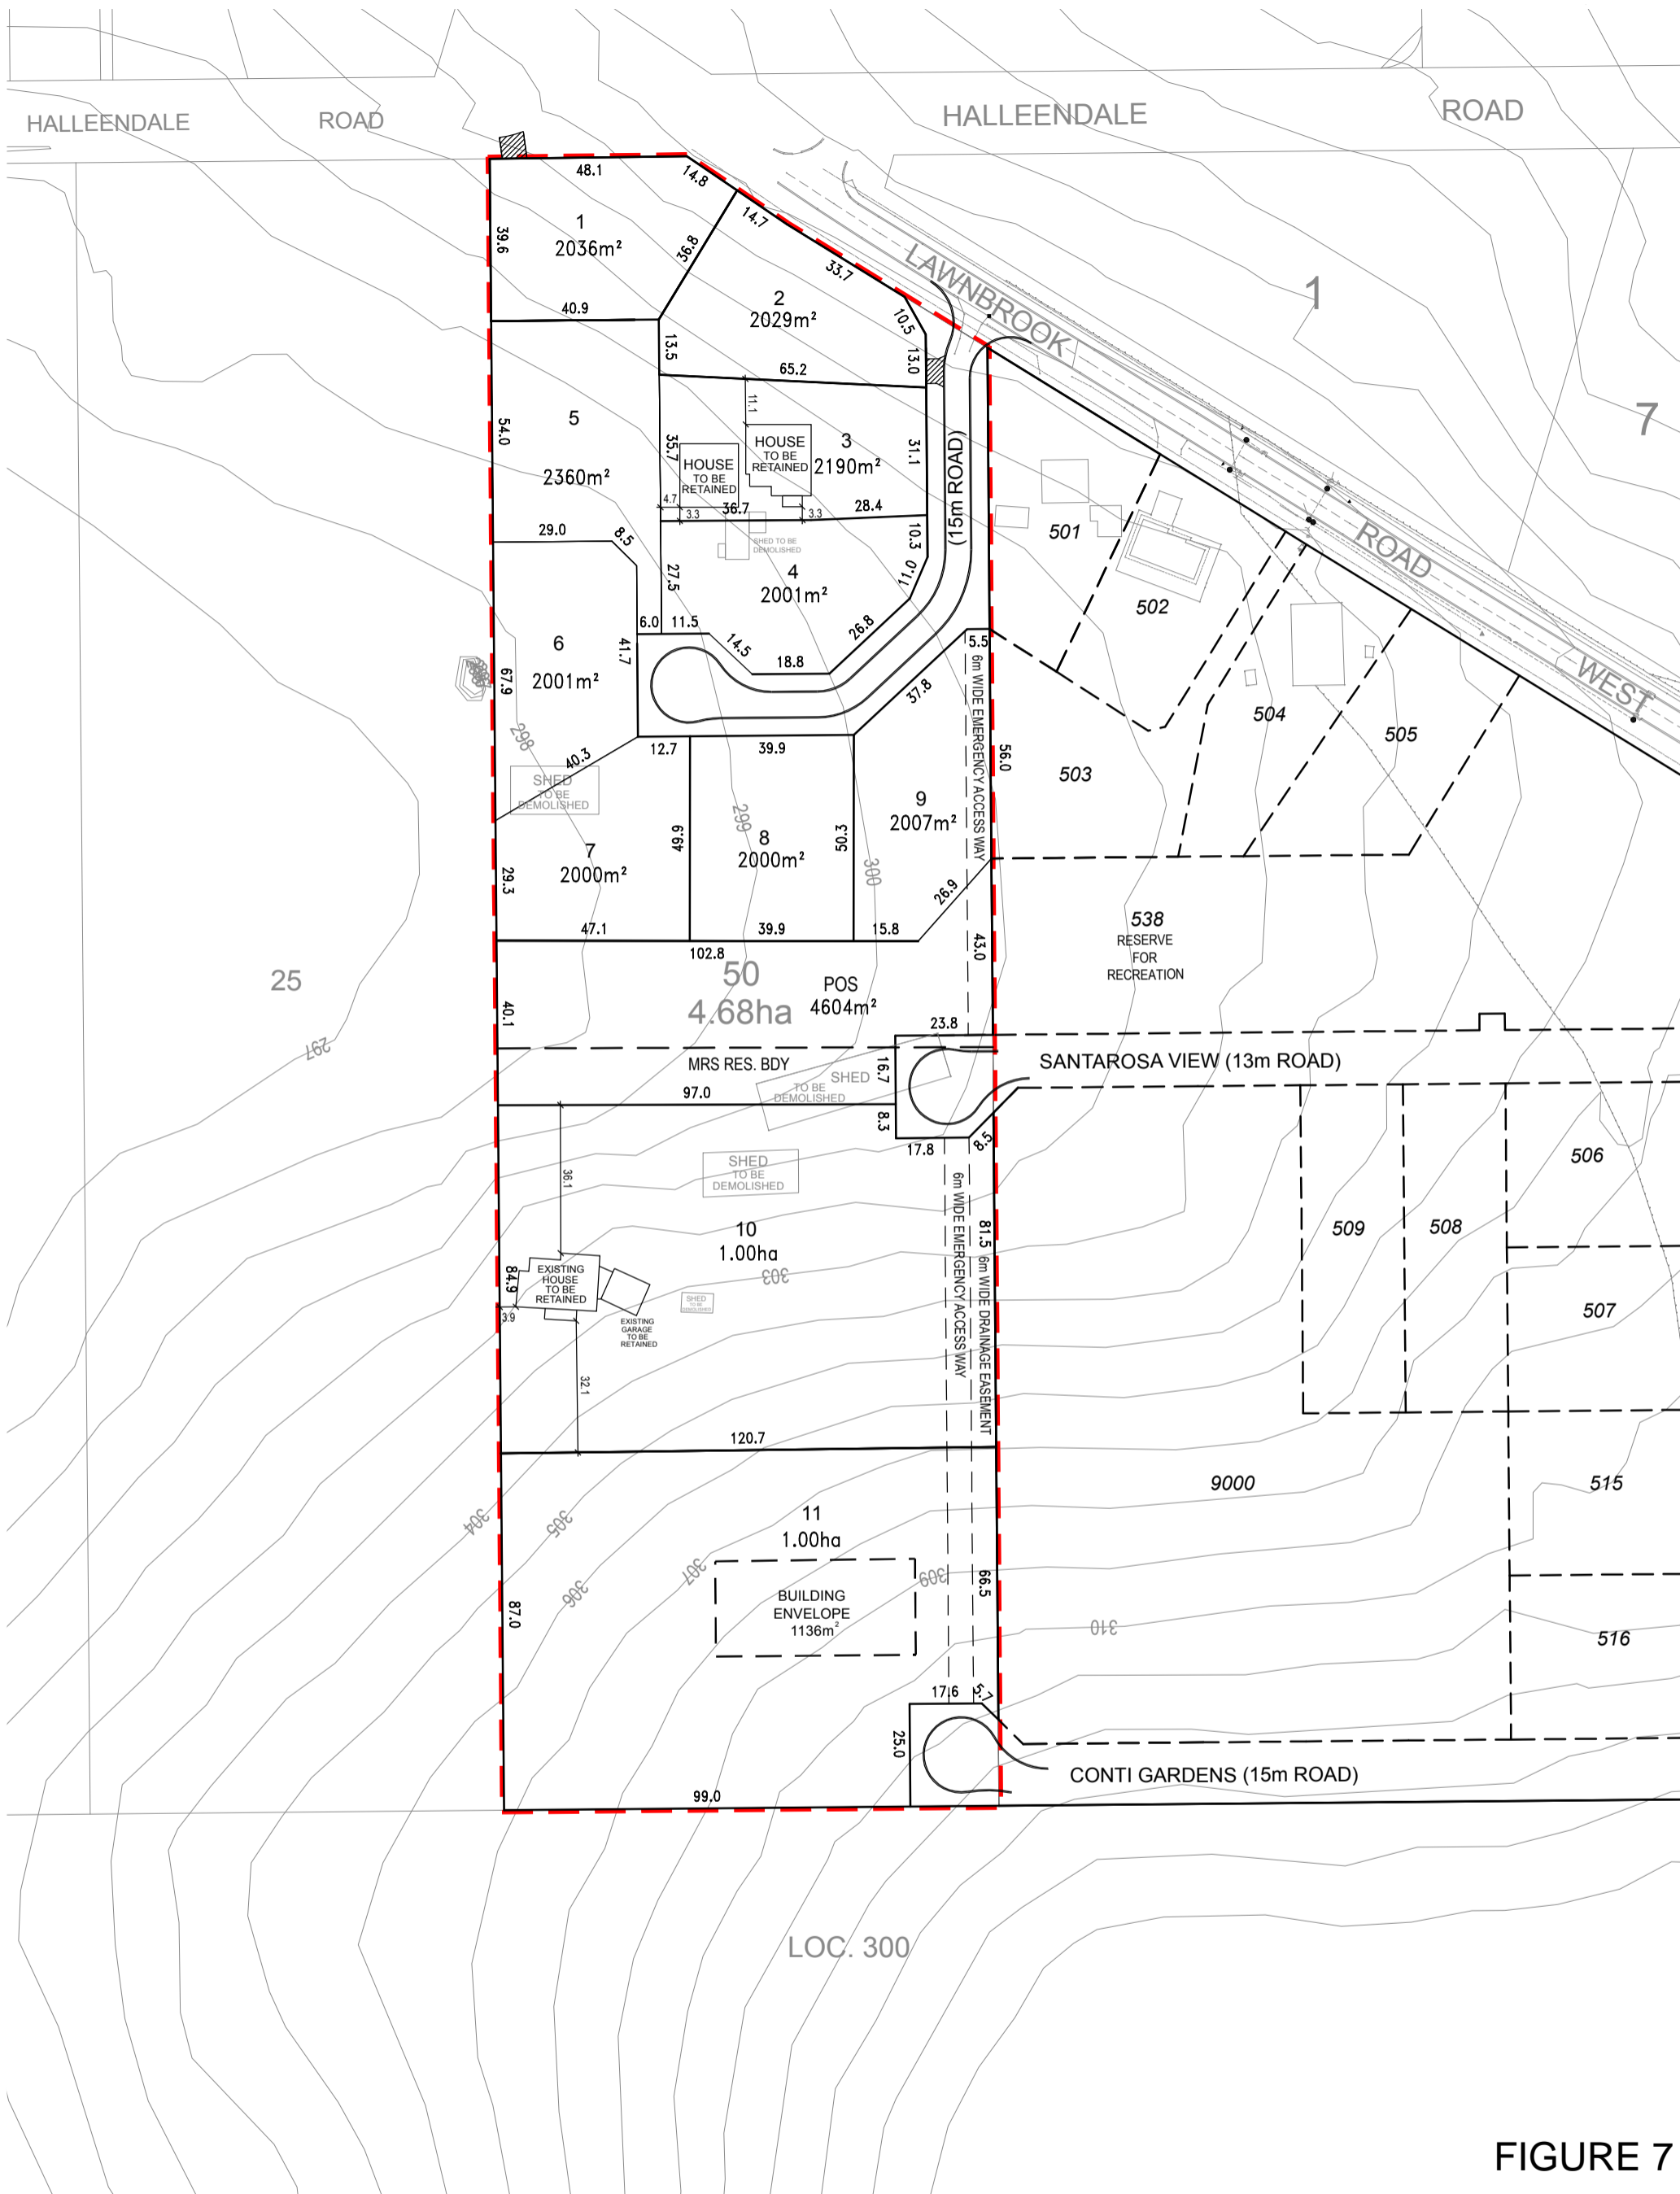 HALLEENDALE ROAD
HALLEENDALE ROAD
48.1
14.8
1
2036m²
39.6
36.8
40.9
14.7
33.7
2
2029m²
10.5
13.0
13.5
65.2
LAWNBROOK
ROAD
WEST
1
7
5
2360m²
54.0
35.7
11.1
HOUSE
TO BE
RETAINED
HOUSE
TO BE
RETAINED
3
2190m²
31.1
(15m ROAD)
4.7
3.3
36.7
3.3
28.4
29.0
8.5
SHED TO BE
DEMOLISHED
10.3
11.0
27.5
4
2001m²
501
502
503
504
505
6
2001m²
67.9
41.7
6.0
11.5
14.5
18.8
26.8
37.8
5.5
6m WIDE EMERGENCY ACCESS WAY
56.0
298
40.3
12.7
39.9
SHED
TO BE
DEMOLISHED
299
300
9
2007m²
7
2000m²
29.3
49.9
8
2000m²
50.3
26.9
47.1
39.9
15.8
43.0
102.8
538
RESERVE
FOR
RECREATION
25
50
4.68ha
POS
4604m²
40.1
297
23.8
MRS RES. BDY
16.7
SHED
TO BE
DEMOLISHED
97.0
8.3
SANTAROSA VIEW (13m ROAD)
17.8
8.5
36.1
SHED
TO BE
DEMOLISHED
506
509
508
507
10
1.00ha
303
84.9
EXISTING
HOUSE
TO BE
RETAINED
3.9
EXISTING
GARAGE
TO BE
RETAINED
SHED
TO BE
DEMOLISHED
32.1
6m WIDE EMERGENCY ACCESS WAY
81.5
6m WIDE DRAINAGE EASEMENT
120.7
9000
515
304
305
306
307
309
310
11
1.00ha
BUILDING
ENVELOPE
1136m²
66.5
87.0
516
17.6
5.7
25.0
CONTI GARDENS (15m ROAD)
99.0
LOC. 300
FIGURE 7